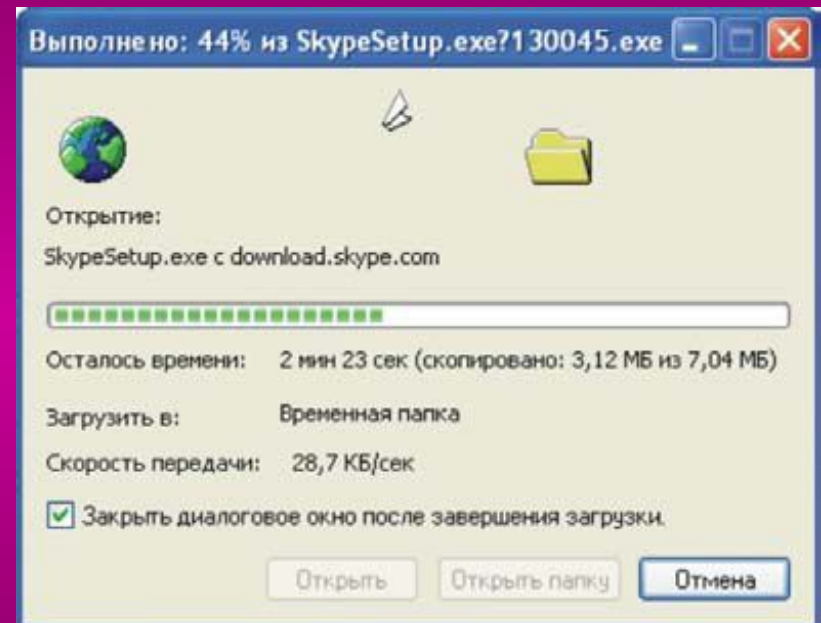 Выполнено: 44% из SkypeSetup.exe?130045.exe
Открытие:
SkypeSetup.exe с download.skype.com
Осталось времени: 2 мин 23 сек (скопировано: 3,12 МБ из 7,04 МБ)
Загрузить в: Временная папка
Скорость передачи: 28,7 КБ/сек
Закрыть диалоговое окно после завершения загрузки.
Открыть Открыть папку Отмена